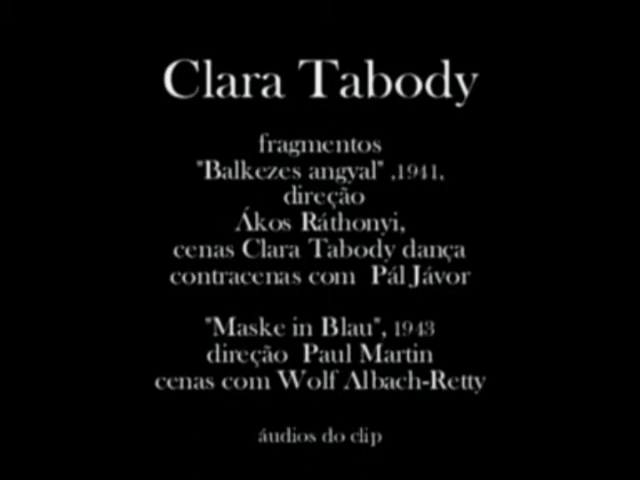 Clara Tabody
fragmentos
"Balkezes angyal" ,1941,
direção
Ákos Ráthonyi,
cenas Clara Tabody dança
contracenas com Pál Jávor
"Maske in Blau", 1943
direção Paul Martin
cenas com Wolf Albach-Retty
áudios do clip